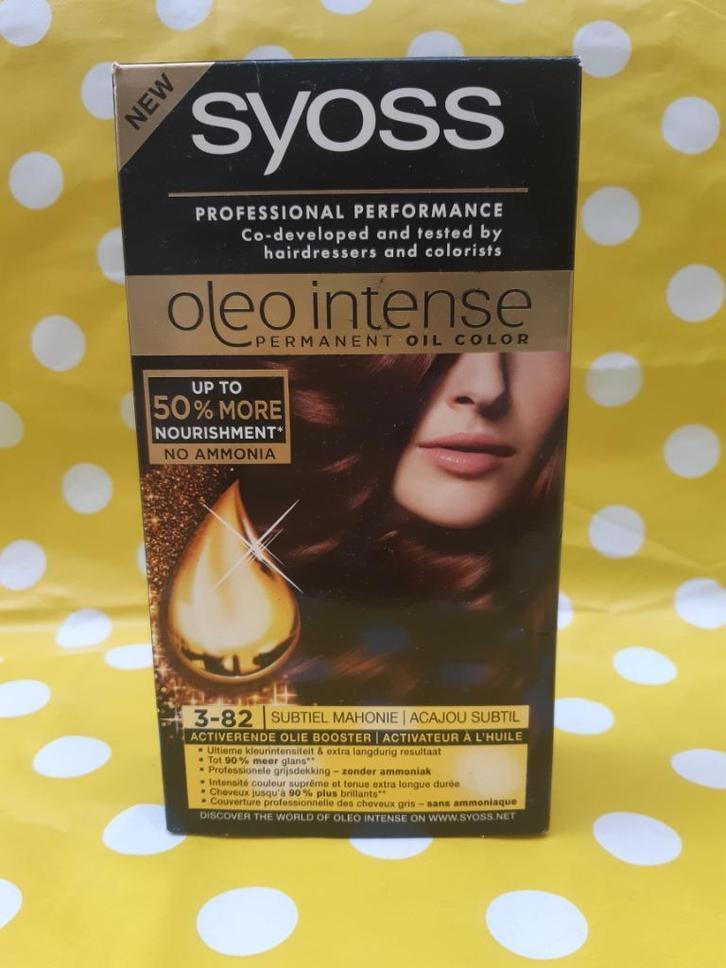 NEW
syoss
PROFESSIONAL PERFORMANCE
Co-developed and tested by
hairdressers and colorists
oleo intense
PERMANENT OIL COLOR
UP TO
50% MORE
NOURISHMENT*
NO AMMONIA
3-82 | SUBTIEL MAHONIE | ACAJOU SUBTIL
ACTIVERENDE OLIE BOOSTER | ACTIVATEUR À L'HUILE
• Ultieme kleurintensiteit & extra langdurig resultaat
• Tot 90% meer glans**
• Professionele grijsdekking – zonder ammoniak
• Intensité couleur suprême et tenue extra longue durée
• Cheveux jusqu'à 90% plus brillants**
• Couverture professionnelle des cheveux gris – sans ammoniaque
DISCOVER THE WORLD OF OLEO INTENSE ON WWW.SYOSS.NET